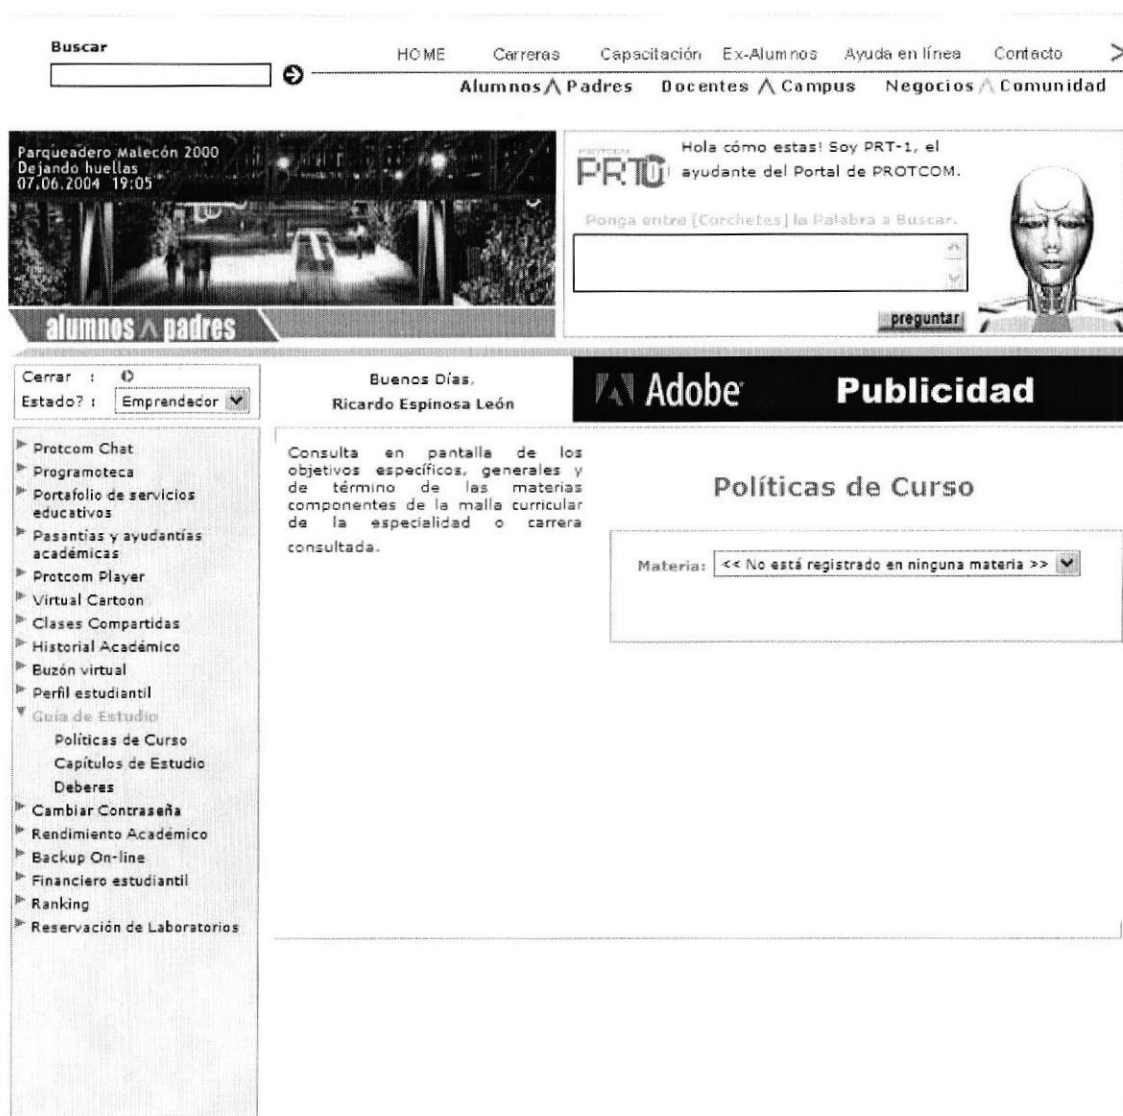 Buscar
HOME Carreras Capacitación Ex-Alumnos Ayuda en línea Contacto >
Alumnos Λ Padres Docentes Λ Campus Negocios Λ Comunidad
Parqueadero Malecón 2000
Dejando huellas
07.06.2004 19:05
alumnos Λ padres
PROTCOM
PRT
Hola cómo estas! Soy PRT-1, el
ayudante del Portal de PROTCOM.
Ponga entre [Corchetes] la Palabra a Buscar.
preguntar
Cerrar :
Estado? : Emprendedor
Buenos Días,
Ricardo Espinosa León
Adobe Publicidad
Protcom Chat
Programoteca
Portafolio de servicios
educativos
Pasantías y ayudantías
académicas
Protcom Player
Virtual Cartoon
Clases Compartidas
Historial Académico
Buzón virtual
Perfil estudiantil
Guía de Estudio
Políticas de Curso
Capítulos de Estudio
Deberes
Cambiar Contraseña
Rendimiento Académico
Backup On-line
Financiero estudiantil
Ranking
Reservación de Laboratorios
Consulta en pantalla de los
objetivos específicos, generales y
de término de las materias
componentes de la malla curricular
de la especialidad o carrera
consultada.
Políticas de Curso
Materia: << No está registrado en ninguna materia >>